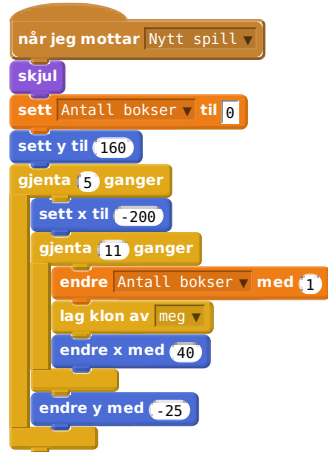 når jeg mottar Nytt spill
skjul
sett Antall bokser til 0
sett y til 160
gjenta 5 ganger
sett x til -200
gjenta 11 ganger
endre Antall bokser med 1
lag klon av meg
endre x med 40
endre y med -25